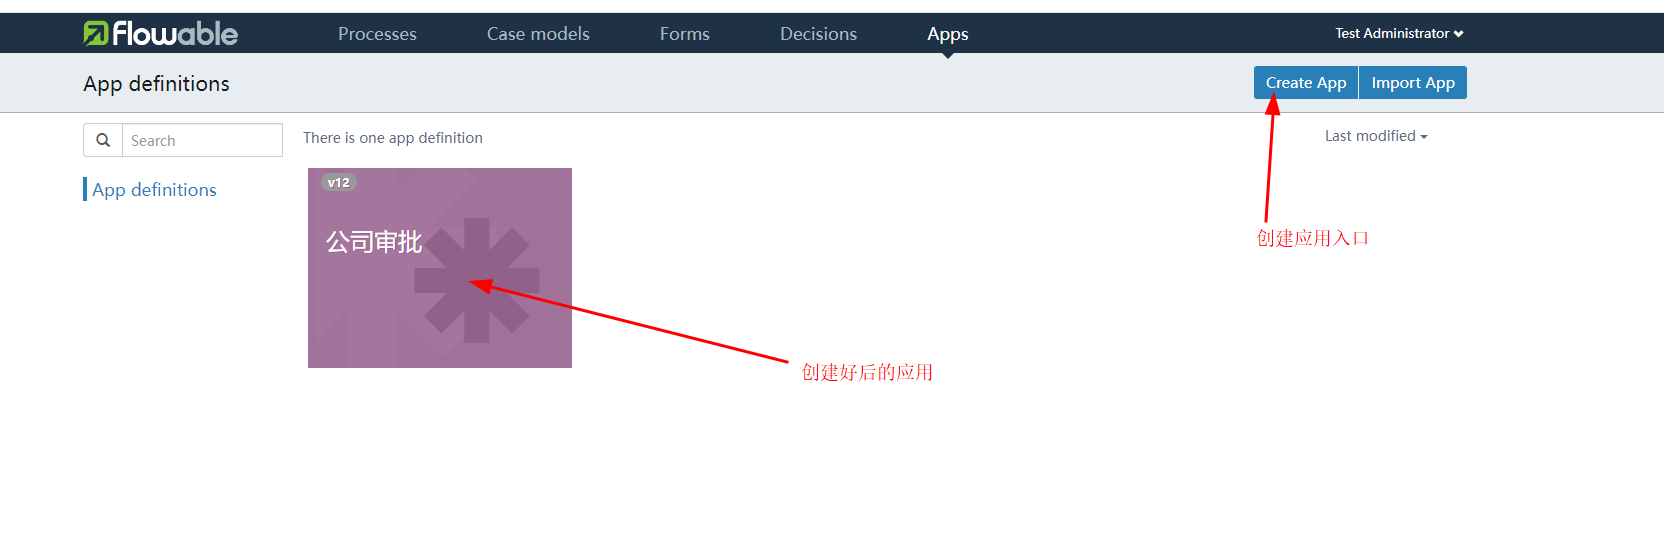 flowable
Processes
Case models
Forms
Decisions
Apps
Test Administrator
App definitions
Create App
Import App
Search
There is one app definition
Last modified
App definitions
v12
公司审批
创建应用入口
创建好后的应用